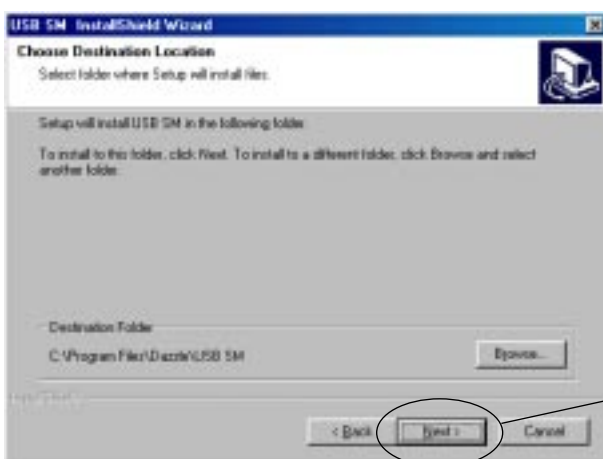 USB SM InstallShield Wizard
Choose Destination Location
Select folder where Setup will install files.
Setup will install USB SM in the following folder.
To install to this folder, click Next. To install to a different folder, click Browse and select
another folder.
Destination Folder
C:\Program Files\Dazzle\USB SM
Browse...
InstallShield
< Back
Next >
Cancel